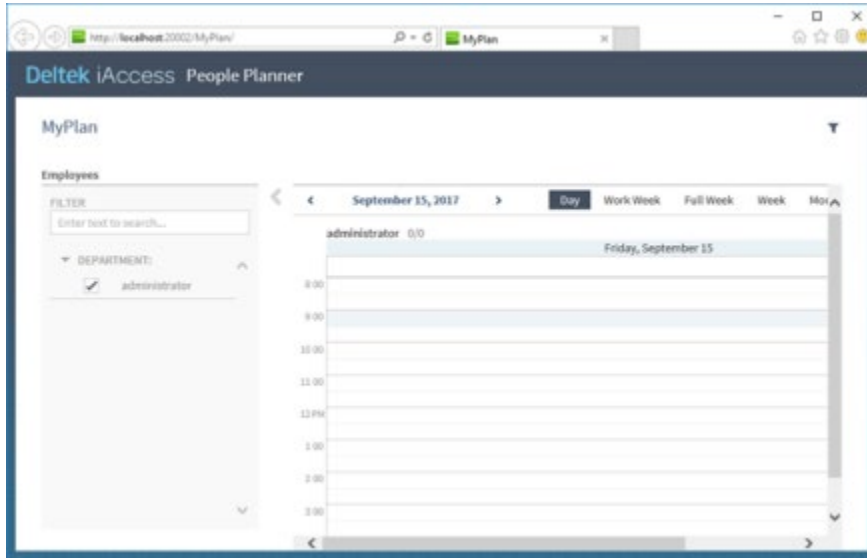 http://localhost:20002/MyPlan/
MyPlan
Deltek iAccess People Planner
MyPlan
Employees
FILTER
Enter text to search...
DEPARTMENT:
administrator
September 15, 2017
Day Work Week Full Week Week
administrator 0/0
Friday, September 15
8:00
9:00
10:00
11:00
12 PM
1:00
2:00
3:00